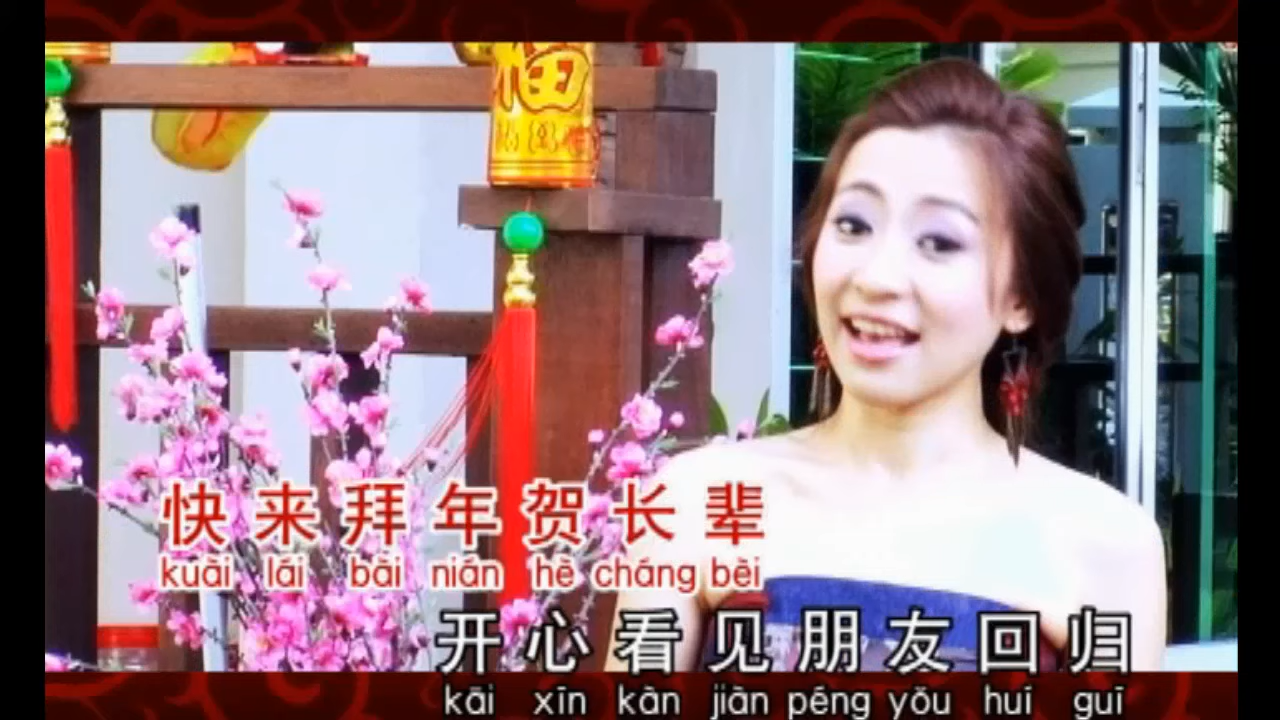 福
快来拜年贺长辈
kuài lái bài nián hè cháng bèi
开心看见朋友回归
kāi xīn kàn jiàn péng yǒu huí guī